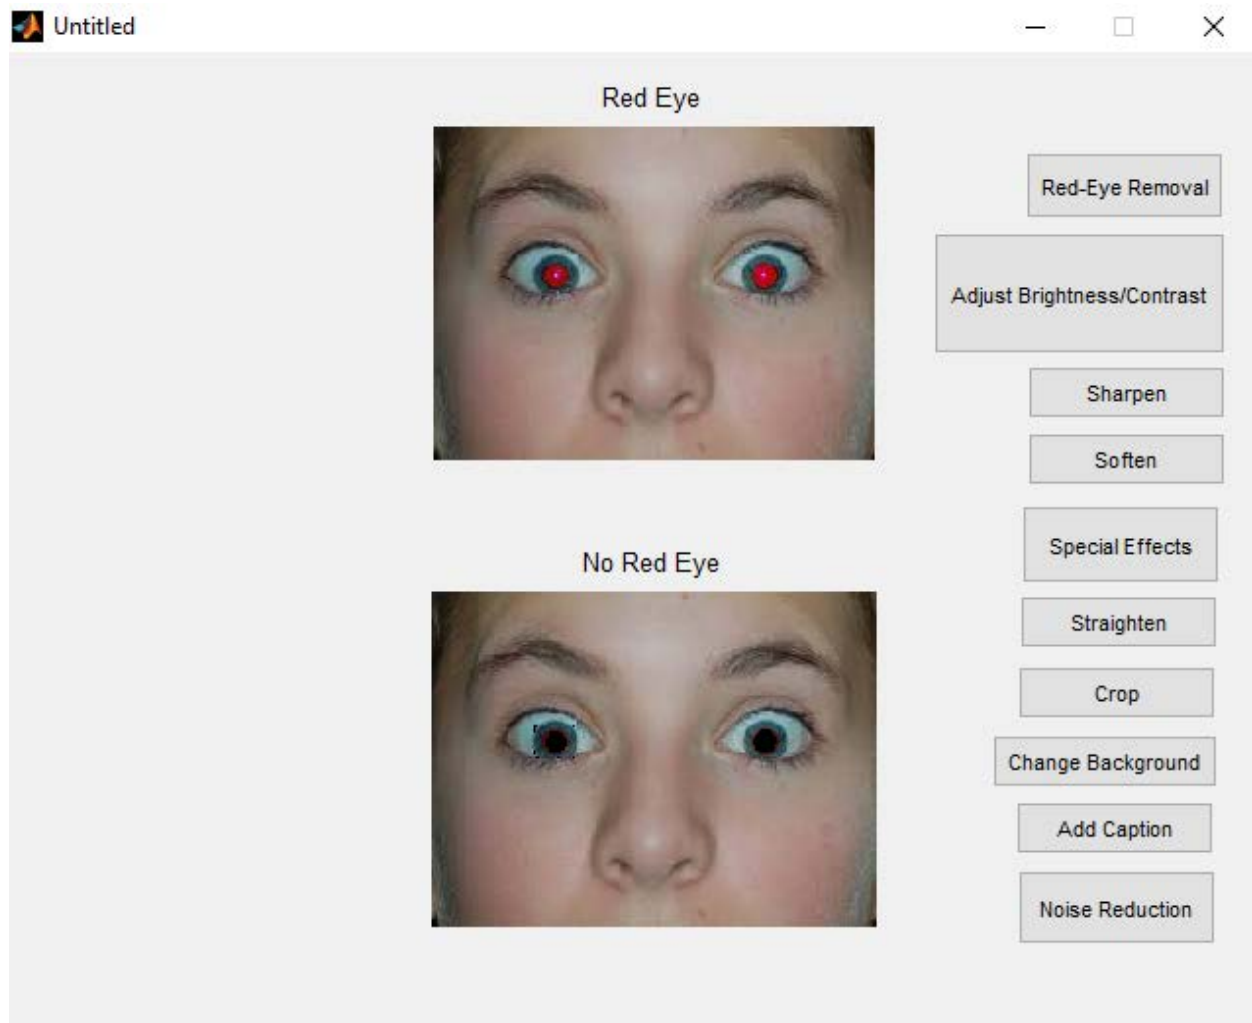 Untitled
Red Eye
Red-Eye Removal
Adjust Brightness/Contrast
Sharpen
Soften
Special Effects
No Red Eye
Straighten
Crop
Change Background
Add Caption
Noise Reduction